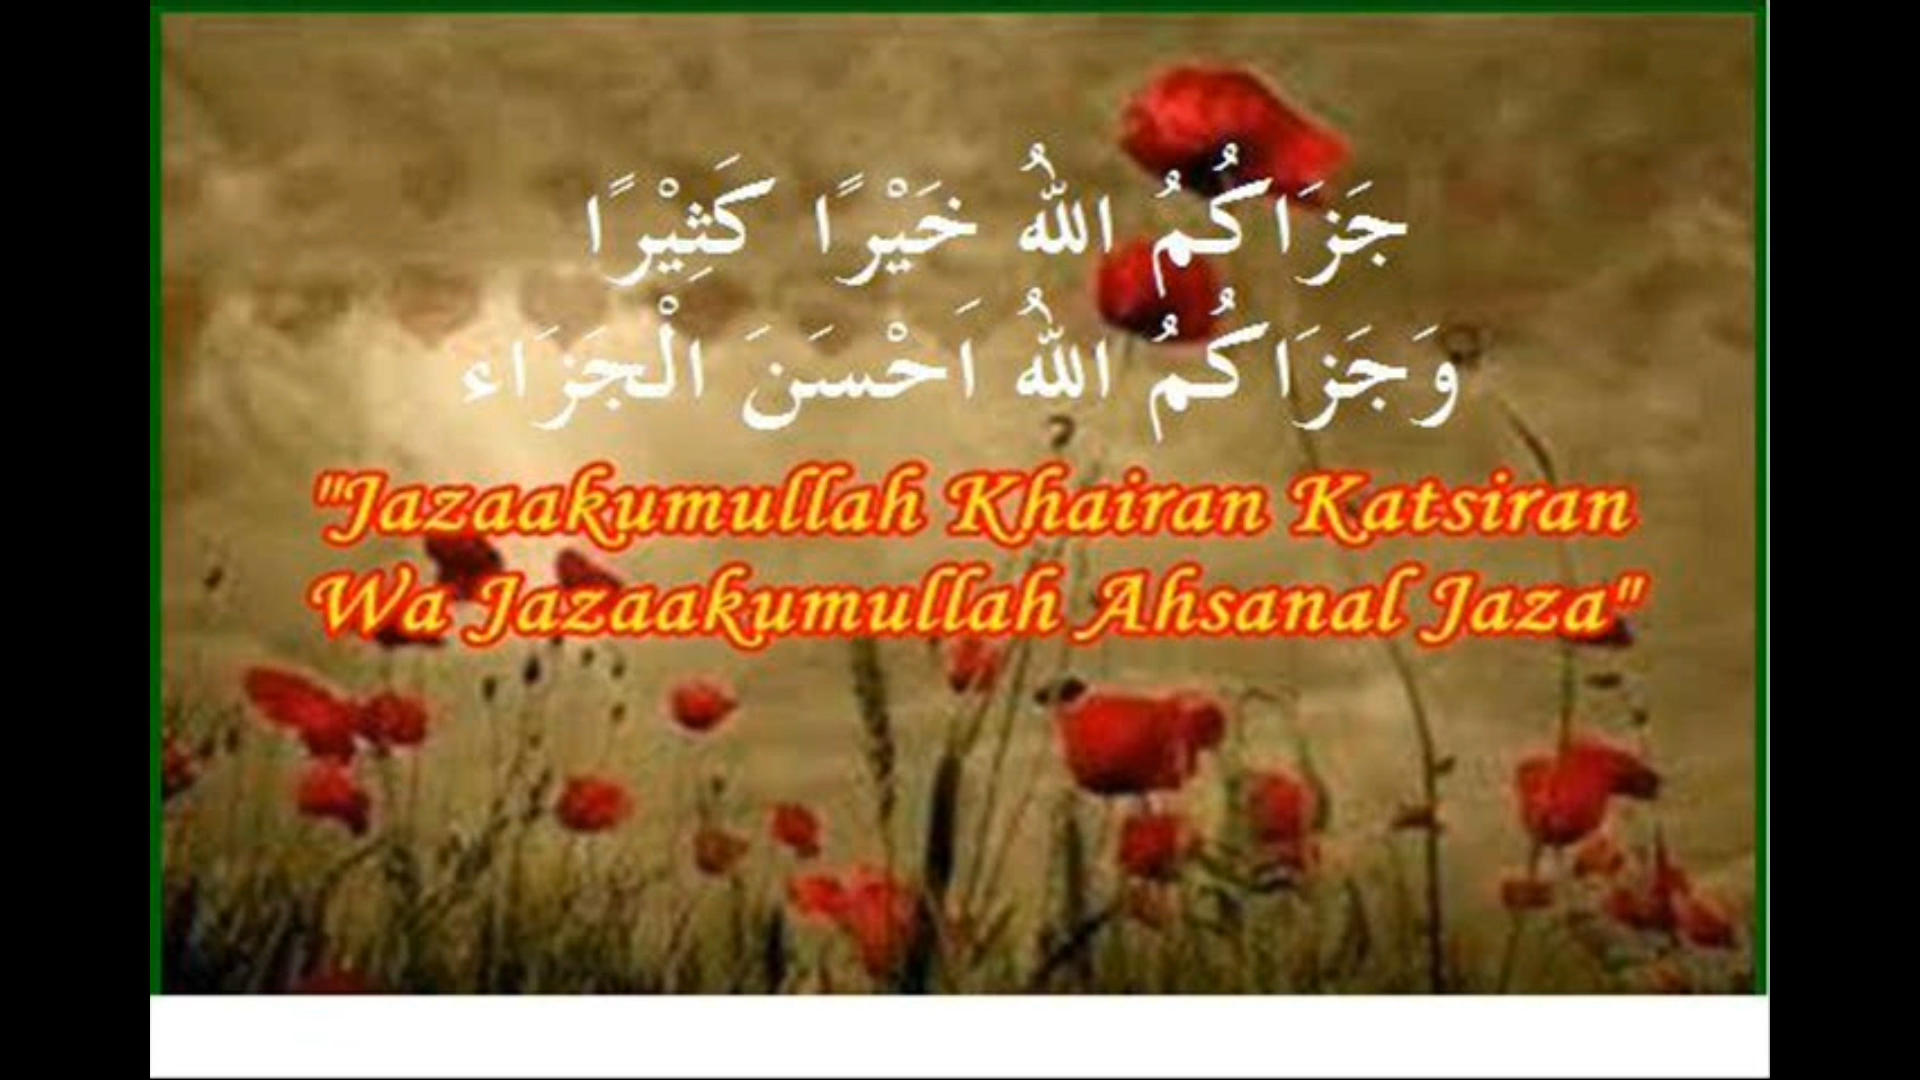 جَزَاكُمُ اللهُ خَيْرًا كَثِيْرًا
وَجَزَاكُمُ اللهُ اَحْسَنَ الْجَزَاء
"Jazaakumullah Khairan Katsiran
Wa Jazaakumullah Ahsanal Jaza"